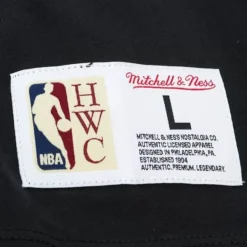 HWC
NBA
Mitchell & Ness
L
MITCHELL & NESS NOSTALGIA CO.
AUTHENTIC LICENSED APPAREL
DESIGNED IN PHILADELPHIA, PA.
ESTABLISHED 1904
AUTHENTIC. PREMIUM. LEGENDARY.